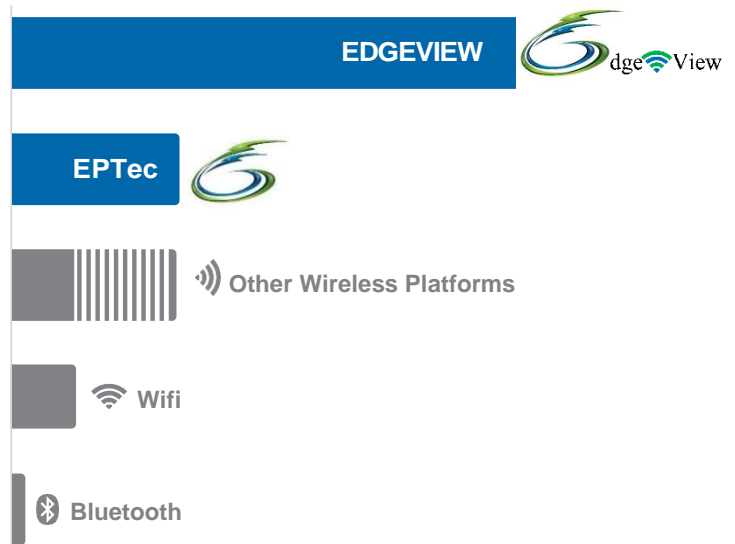 EDGEVIEW
dge View
EPTec
Other Wireless Platforms
Wifi
Bluetooth